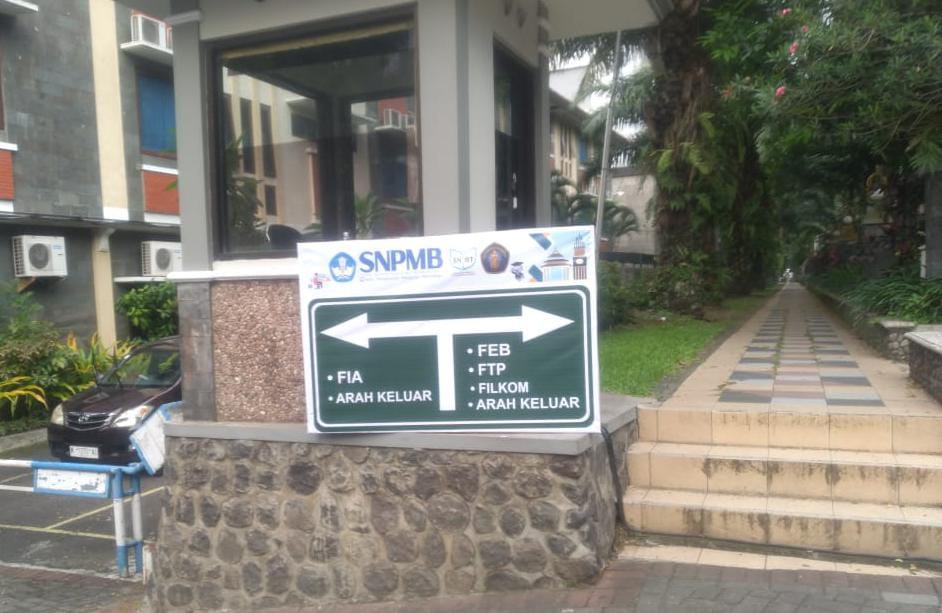 SNPMB
FIA
ARAH KELUAR
FEB
FTP
FILKOM
ARAH KELUAR